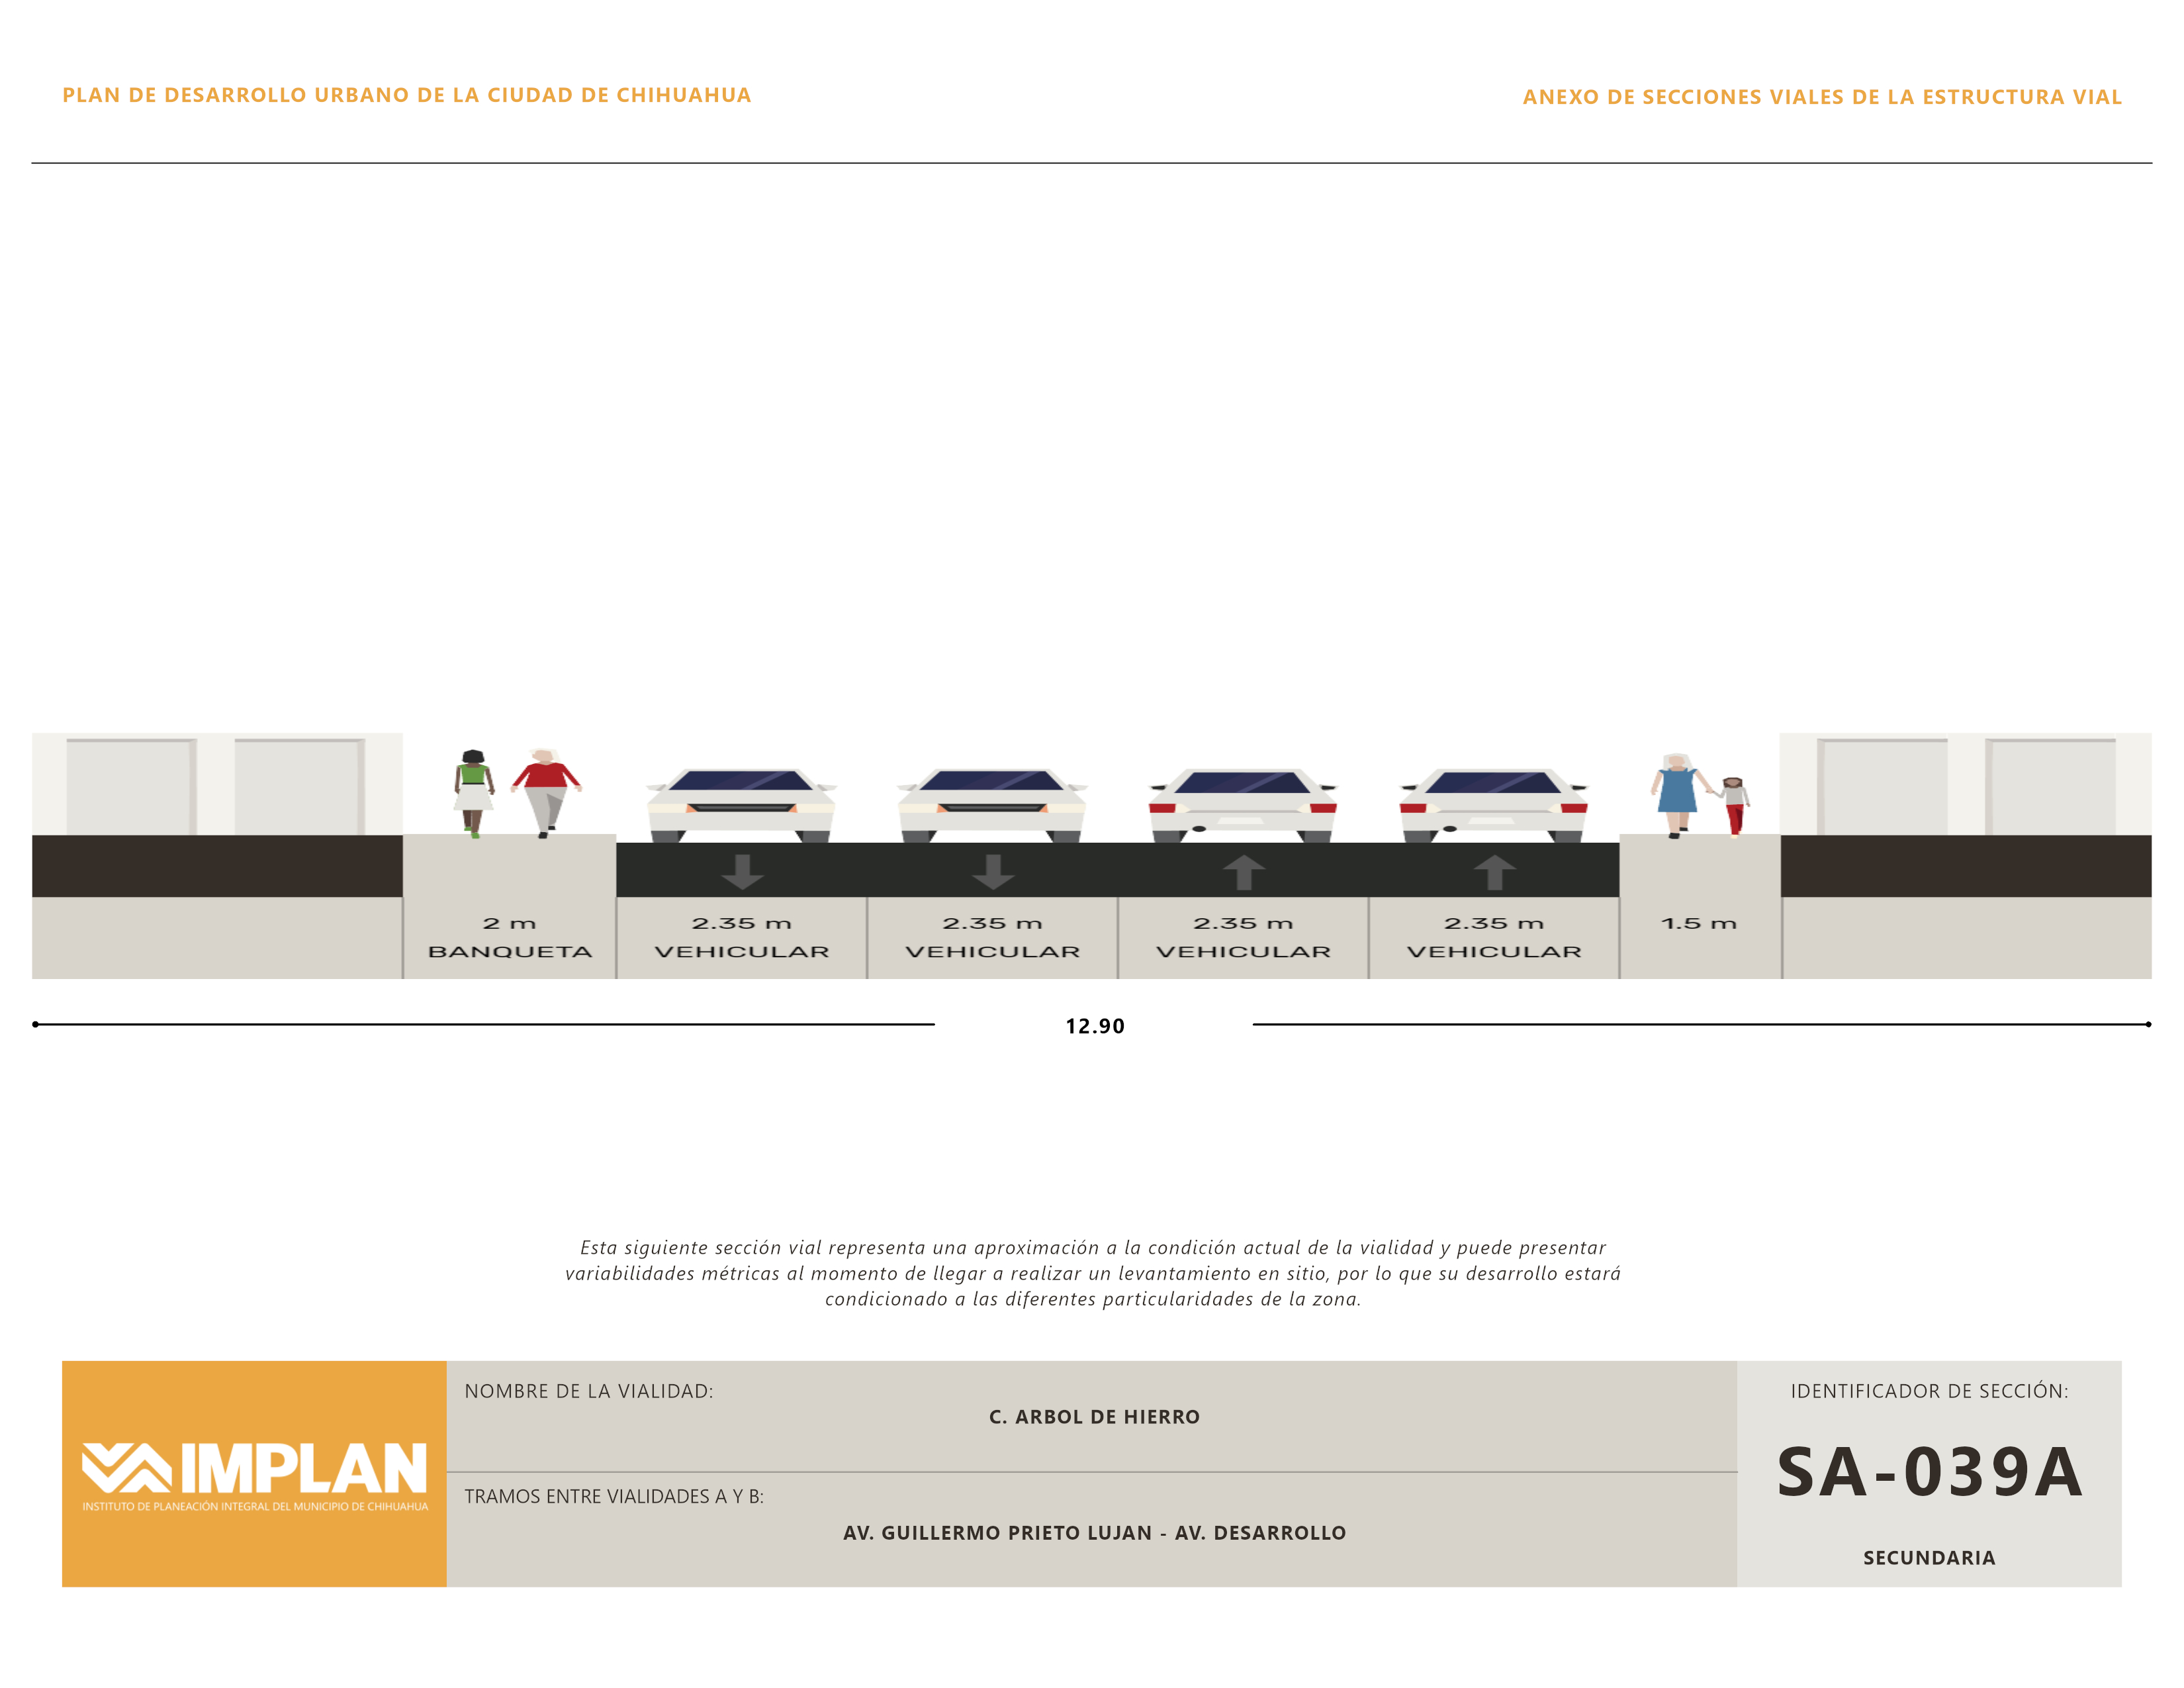 PLAN DE DESARROLLO URBANO DE LA CIUDAD DE CHIHUAHUA
ANEXO DE SECCIONES VIALES DE LA ESTRUCTURA VIAL
2 m
BANQUETA
2.35 m
VEHICULAR
2.35 m
VEHICULAR
2.35 m
VEHICULAR
2.35 m
VEHICULAR
1.5 m
12.90
Esta siguiente sección vial representa una aproximación a la condición actual de la vialidad y puede presentar
variabilidades métricas al momento de llegar a realizar un levantamiento en sitio, por lo que su desarrollo estará
condicionado a las diferentes particularidades de la zona.
IMPLAN
INSTITUTO DE PLANEACIÓN INTEGRAL DEL MUNICIPIO DE CHIHUAHUA
NOMBRE DE LA VIALIDAD:
C. ARBOL DE HIERRO
TRAMOS ENTRE VIALIDADES A Y B:
AV. GUILLERMO PRIETO LUJAN - AV. DESARROLLO
IDENTIFICADOR DE SECCIÓN:
SA-039A
SECUNDARIA